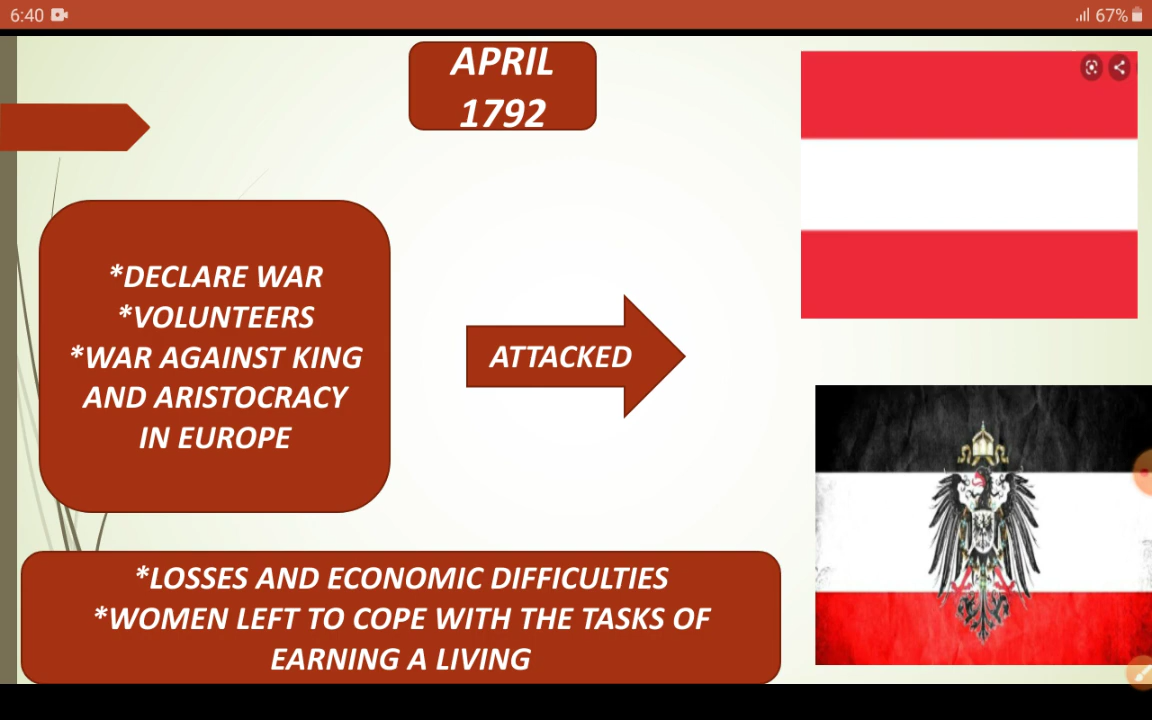 6:40
67%
APRIL
1792
*DECLARE WAR
*VOLUNTEERS
*WAR AGAINST KING
AND ARISTOCRACY
IN EUROPE
ATTACKED
*LOSSES AND ECONOMIC DIFFICULTIES
*WOMEN LEFT TO COPE WITH THE TASKS OF
EARNING A LIVING